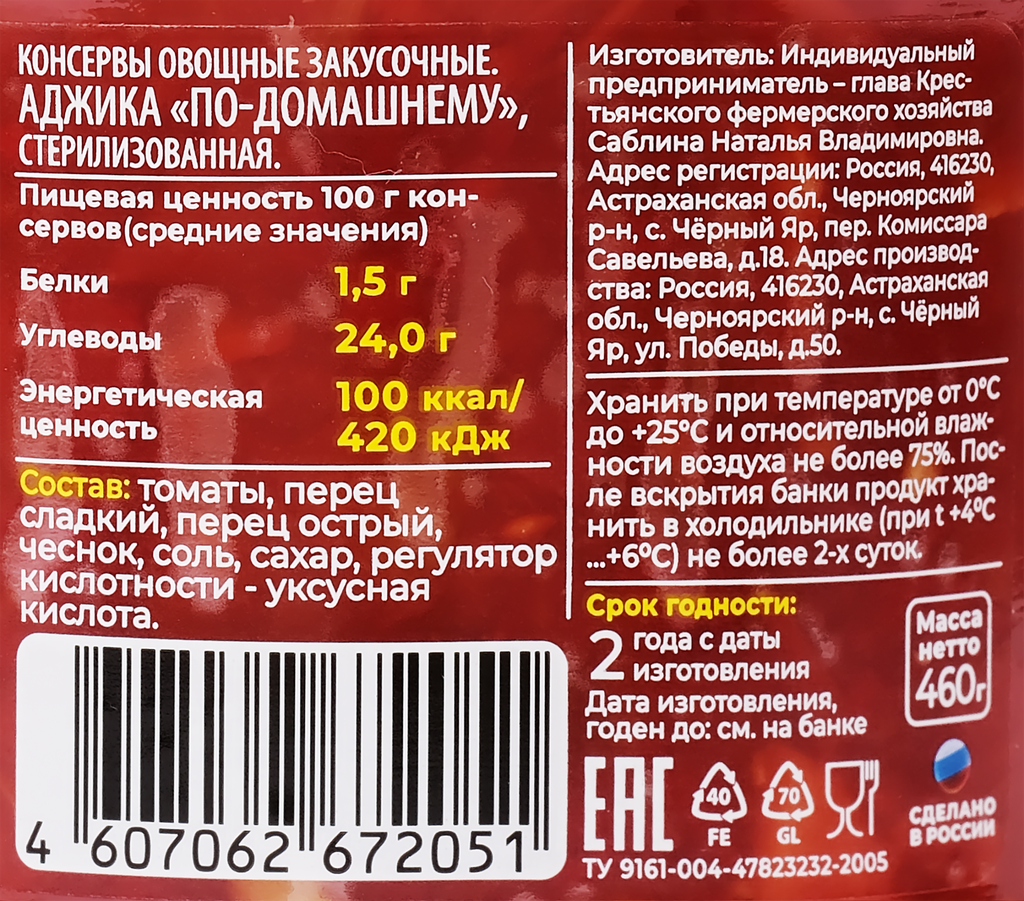 КОНСЕРВЫ ОВОЩНЫЕ ЗАКУСОЧНЫЕ.
АДЖИКА «ПО-ДОМАШНЕМУ»,
СТЕРИЛИЗОВАННАЯ.
Пищевая ценность 100 г кон-
сервов(средние значения)
Белки 1,5 г
Углеводы 24,0 г
Энергетическая 100 ккал/
ценность 420 кДж
Состав: томаты, перец
сладкий, перец острый,
чеснок, соль, сахар, регулятор
кислотности - уксусная
кислота.
4 607062 672051
Изготовитель: Индивидуальный
предприниматель – глава Крес-
тьянского фермерского хозяйства
Саблина Наталья Владимировна.
Адрес регистрации: Россия, 416230,
Астраханская обл., Черноярский
р-н, с. Чёрный Яр, пер. Комиссара
Савельева, д.18. Адрес производ-
ства: Россия, 416230, Астраханская
обл., Черноярский р-н, с. Чёрный
Яр, ул. Победы, д.50.
Хранить при температуре от 0°С
до +25°С и относительной влаж-
ности воздуха не более 75%. Пос-
ле вскрытия банки продукт хра-
нить в холодильнике (при t +4°С
...+6°С) не более 2-х суток.
Срок годности:
2 года с даты
изготовления
Дата изготовления,
годен до: см. на банке
Масса
нетто
460г
ЕАС
40
FE
70
GL
СДЕЛАНО
В РОССИИ
ТУ 9161-004-47823232-2005